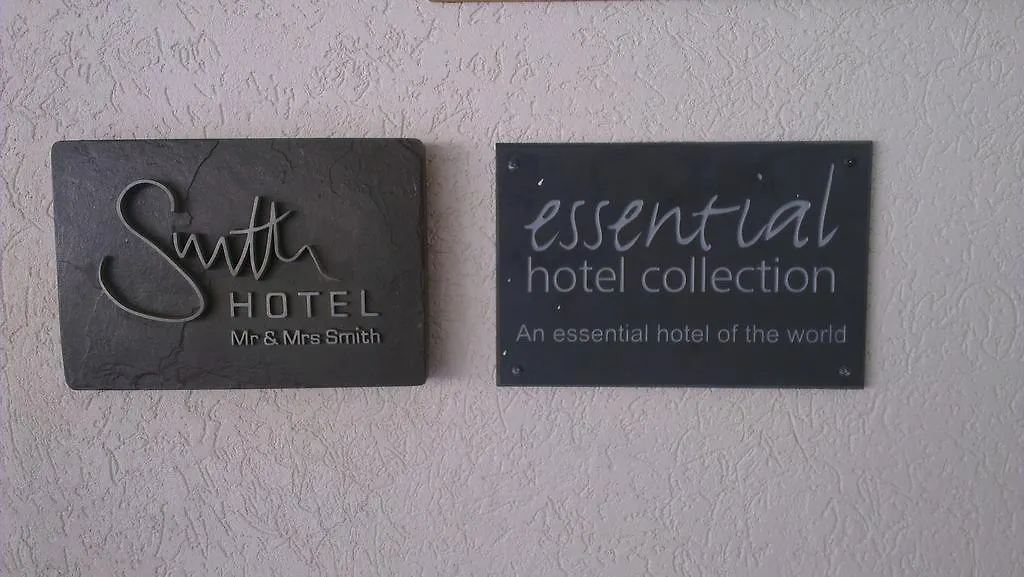 Smith
HOTEL
Mr & Mrs Smith
essential
hotel collection
An essential hotel of the world